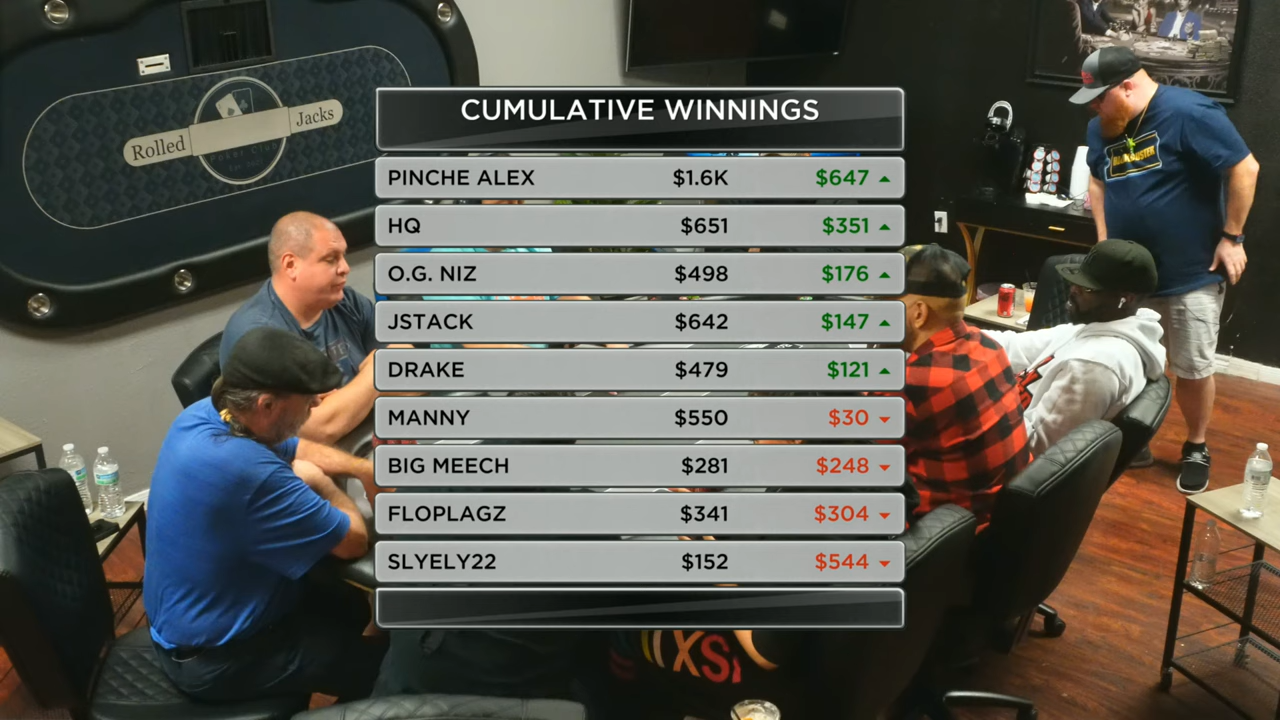 Rolled Jacks
CUMULATIVE WINNINGS
PINCHE ALEX $1.6K $647
HQ $651 $351
O.G. NIZ $498 $176
JSTACK $642 $147
DRAKE $479 $121
MANNY $550 $30
BIG MEECH $281 $248
FLOPLAGZ $341 $304
SLYELY22 $152 $544